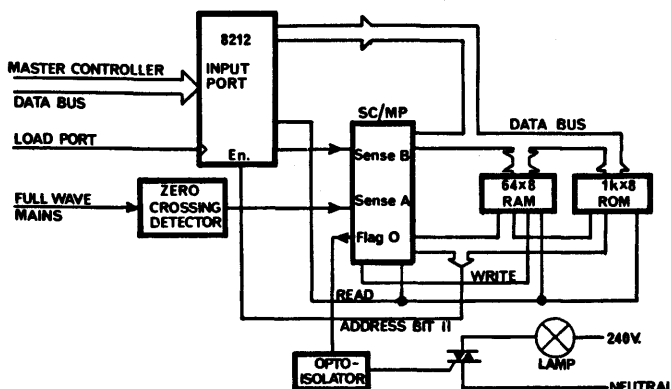 8212
INPUT
PORT
En.
MASTER CONTROLLER
DATA BUS
LOAD PORT
FULL WAVE
MAINS
ZERO
CROSSING
DETECTOR
SC/MP
Sense B
Sense A
Flag O
DATA BUS
64×8
RAM
1k×8
ROM
WRITE
READ
ADDRESS BIT 11
OPTO-
ISOLATOR
LAMP
240V.
NEUTRAL